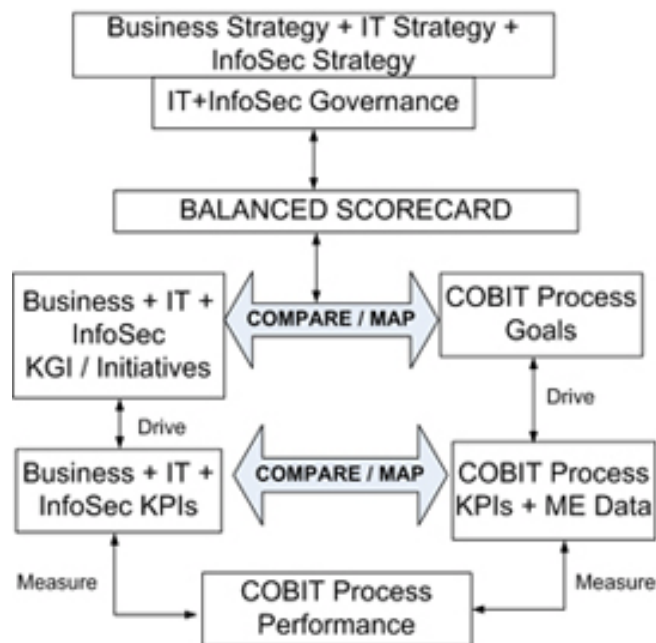 Business Strategy + IT Strategy +
InfoSec Strategy
IT+InfoSec Governance
BALANCED SCORECARD
Business + IT +
InfoSec
KGI / Initiatives
COMPARE / MAP
COBIT Process
Goals
Drive
Drive
Business + IT +
InfoSec KPIs
COMPARE / MAP
COBIT Process
KPIs + ME Data
Measure
COBIT Process
Performance
Measure